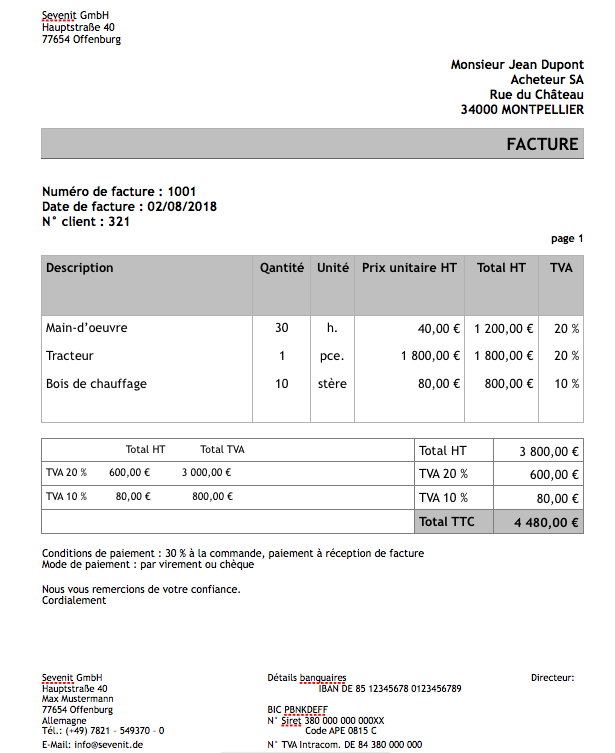 Sevenit GmbH
Hauptstraße 40
77654 Offenburg
Monsieur Jean Dupont
Acheteur SA
Rue du Château
34000 MONTPELLIER
FACTURE
Numéro de facture : 1001
Date de facture : 02/08/2018
N° client : 321
page 1
Description Qantité Unité Prix unitaire HT Total HT TVA
Main-d’oeuvre 30 h. 40,00 € 1 200,00 € 20 %
Tracteur 1 pce. 1 800,00 € 1 800,00 € 20 %
Bois de chauffage 10 stère 80,00 € 800,00 € 10 %
Total HT Total TVA Total HT 3 800,00 €
TVA 20 % 600,00 € 3 000,00 € TVA 20 % 600,00 €
TVA 10 % 80,00 € 800,00 € TVA 10 % 80,00 €
Total TTC 4 480,00 €
Conditions de paiement : 30 % à la commande, paiement à réception de facture
Mode de paiement : par virement ou chèque
Nous vous remercions de votre confiance.
Cordialement
Sevenit GmbH Détails banquaires Directeur:
Hauptstraße 40 IBAN DE 85 12345678 0123456789
Max Mustermann
77654 Offenburg BIC PBNKDEFF
Allemagne N° Siret 380 000 000 000XX
Tél.: (+49) 7821 - 549370 - 0 Code APE 0815 C
E-Mail: info@sevenit.de N° TVA Intracom. DE 84 380 000 000